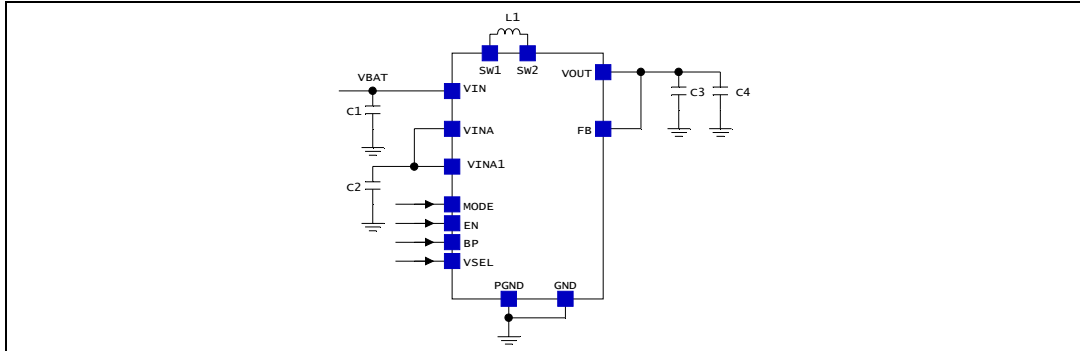 L1
SW1 SW2
VOUT
VBAT
VIN
C1
C3 C4
VINA
FB
VINA1
C2
MODE
EN
BP
VSEL
PGND GND